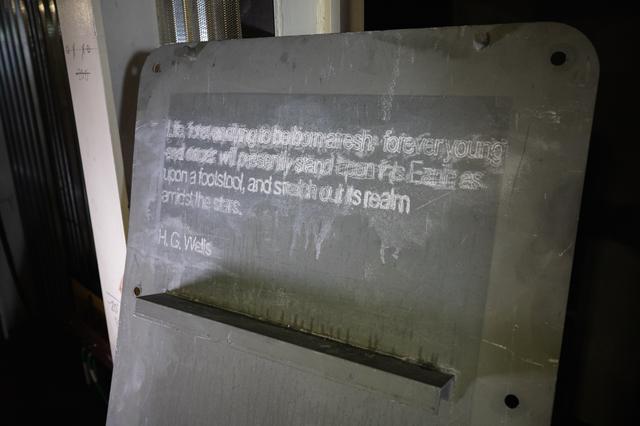 Life, forever dying to be born afresh, forever young
and eager, will presently stand upon this Earth as
upon a footstool, and stretch out its realm
amidst the stars.
H. G. Wells